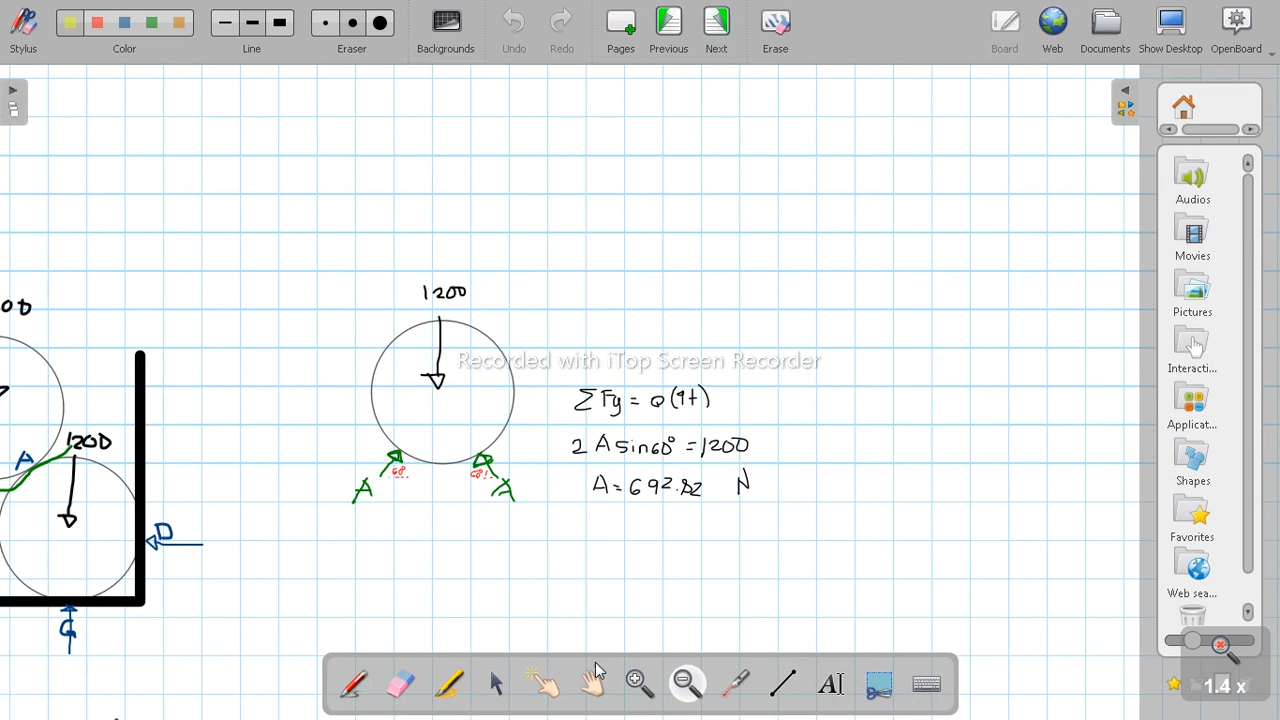 Stylus
Color
Line
Eraser
Backgrounds
Undo
Redo
Pages
Previous
Next
Erase
Board
Web
Documents
Show Desktop
OpenBoard
Audios
Movies
Pictures
Interacti...
Applicat...
Shapes
Favorites
Web sea...
1200
Recorded with iTop Screen Recorder
ΣFy = 0
2 A sin60° = 1200
A = 692.82 N
60°
A
A
1200
A
D
1.4 x